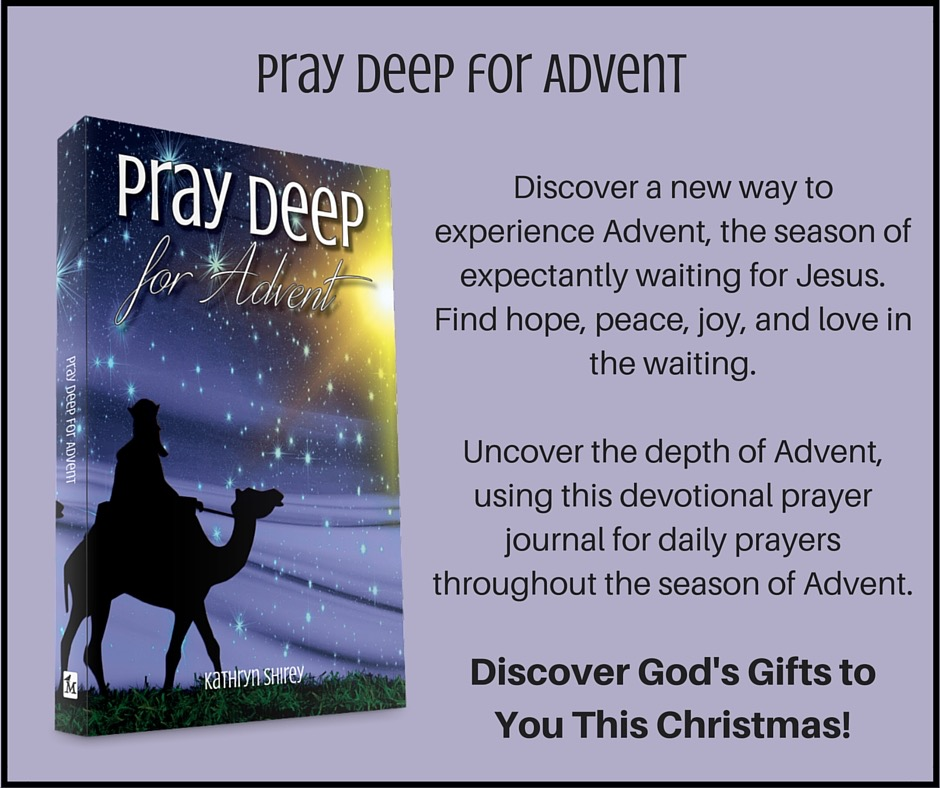 Pray Deep for Advent
Pray Deep
for Advent
Pray Deep for Advent
Kathryn Shirey
M
Discover a new way to
experience Advent, the season of
expectantly waiting for Jesus.
Find hope, peace, joy, and love in
the waiting.
Uncover the depth of Advent,
using this devotional prayer
journal for daily prayers
throughout the season of Advent.
Discover God's Gifts to
You This Christmas!